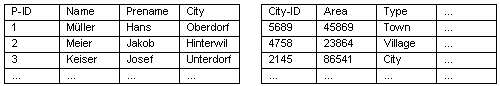 P-ID Name Prename City
1 Müller Hans Oberdorf
2 Meier Jakob Hintervil
3 Keiser Josef Unterdorf
... ... ... ...
City-ID Area Type ...
5689 45869 Town ...
4758 23864 Village ...
2145 86541 City ...
... ... ... ...